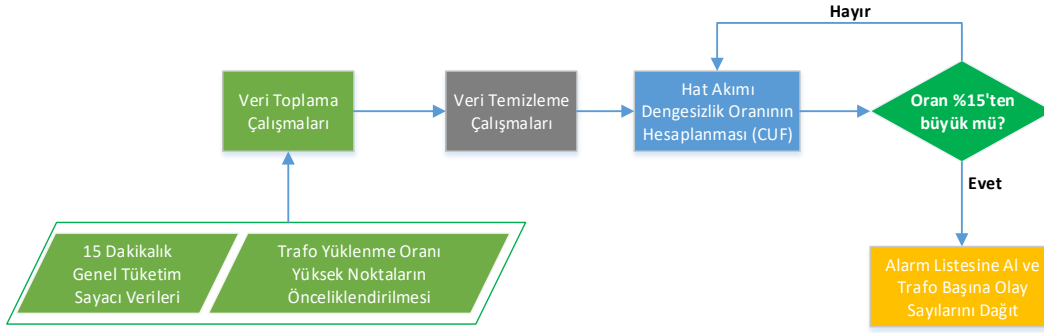 Hayır
Veri Toplama
Çalışmaları
Veri Temizleme
Çalışmaları
Hat Akımı
Dengesizlik Oranının
Hesaplanması (CUF)
Oran %15'ten
büyük mü?
Evet
15 Dakikalık
Genel Tüketim
Sayacı Verileri
Trafo Yüklenme Oranı
Yüksek Noktaların
Önceliklendirilmesi
Alarm Listesine Al ve
Trafo Başına Olay
Sayılarını Dağıt